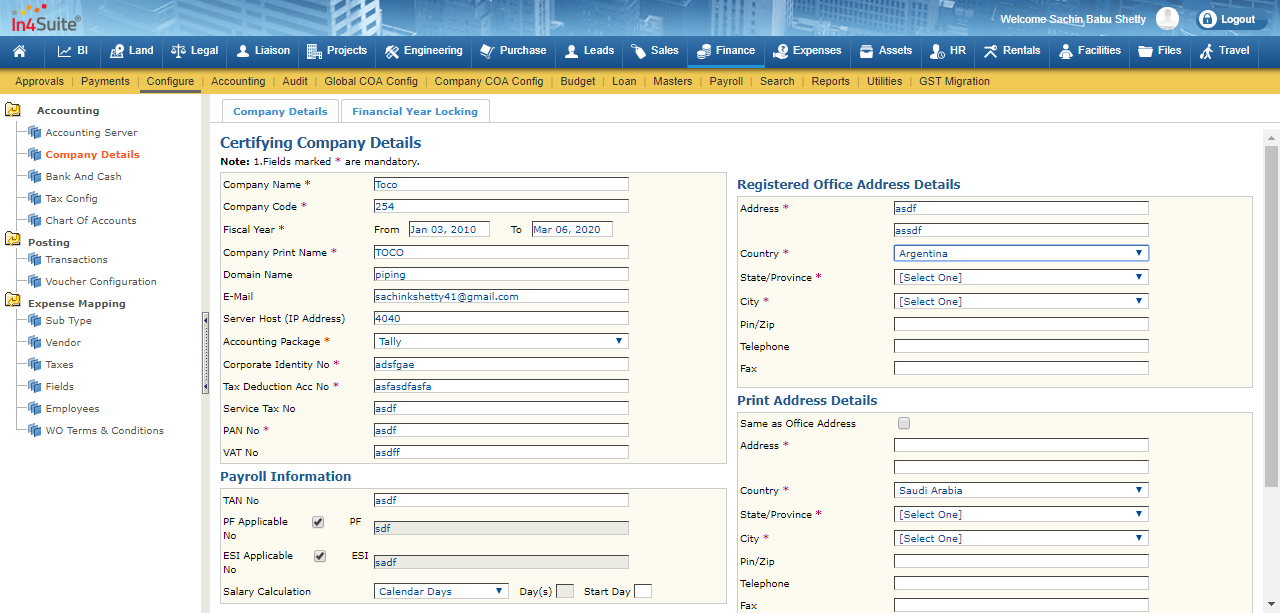 In4Suite®
Welcome Sachin Babu Shetty
Logout
BI
Land
Legal
Liaison
Projects
Engineering
Purchase
Leads
Sales
Finance
Expenses
Assets
HR
Rentals
Facilities
Files
Travel
Approvals | Payments | Configure | Accounting | Audit | Global COA Config | Company COA Config | Budget | Loan | Masters | Payroll | Search | Reports | Utilities | GST Migration
Accounting
Accounting Server
Company Details
Bank And Cash
Tax Config
Chart Of Accounts
Posting
Transactions
Voucher Configuration
Expense Mapping
Sub Type
Vendor
Taxes
Fields
Employees
WO Terms & Conditions
Company Details
Financial Year Locking
Certifying Company Details
Note: 1.Fields marked * are mandatory.
Company Name * Toco
Company Code * 254
Fiscal Year * From Jan 03, 2010 To Mar 06, 2020
Company Print Name * TOCO
Domain Name piping
E-Mail sachinkshetty41@gmail.com
Server Host (IP Address) 4040
Accounting Package * Tally
Corporate Identity No * adsfgae
Tax Deduction Acc No * asfasdfasfa
Service Tax No asdf
PAN No * asdf
VAT No asdff
Payroll Information
TAN No asdf
PF Applicable PF
No sdf
ESI Applicable ESI
No sadf
Salary Calculation Calendar Days Day(s) Start Day
Registered Office Address Details
Address * asdf
assdf
Country * Argentina
State/Province * [Select One]
City * [Select One]
Pin/Zip
Telephone
Fax
Print Address Details
Same as Office Address
Address *
Country * Saudi Arabia
State/Province * [Select One]
City * [Select One]
Pin/Zip
Telephone
Fax